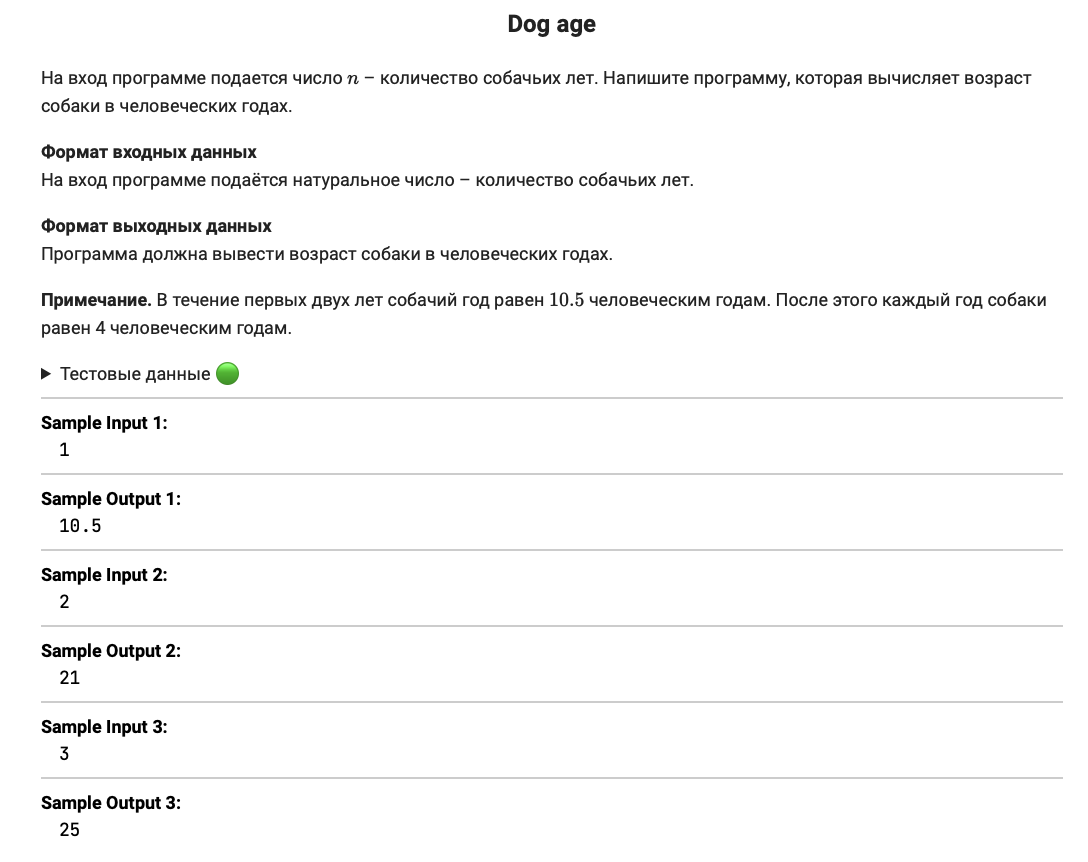 Dog age
На вход программе подается число n – количество собачьих лет. Напишите программу, которая вычисляет возраст
собаки в человеческих годах.
Формат входных данных
На вход программе подаётся натуральное число – количество собачьих лет.
Формат выходных данных
Программа должна вывести возраст собаки в человеческих годах.
Примечание. В течение первых двух лет собачий год равен 10.5 человеческим годам. После этого каждый год собаки
равен 4 человеческим годам.
Тестовые данные
Sample Input 1:
1
Sample Output 1:
10.5
Sample Input 2:
2
Sample Output 2:
21
Sample Input 3:
3
Sample Output 3:
25